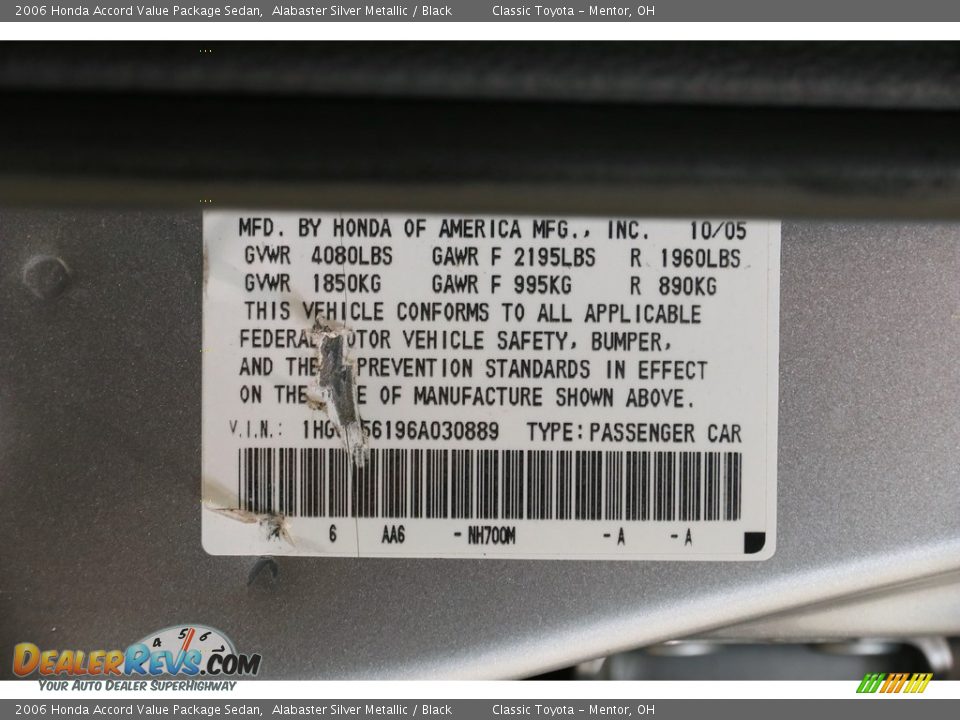 2006 Honda Accord Value Package Sedan, Alabaster Silver Metallic / Black Classic Toyota - Mentor, OH
MFD. BY HONDA OF AMERICA MFG., INC. 10/05
GVWR 4080LBS GAWR F 2195LBS R 1960LBS
GVWR 1850KG GAWR F 995KG R 890KG
THIS VEHICLE CONFORMS TO ALL APPLICABLE
FEDERAL MOTOR VEHICLE SAFETY, BUMPER,
AND PREVENTION STANDARDS IN EFFECT
ON THE OF MANUFACTURE SHOWN ABOVE.
V.I.N.: TYPE: PASSENGER CAR
6 AA6 - NH700M - A - A
4 5 6
DEALERREVS.COM
YOUR AUTO DEALER SUPERHIGHWAY
2006 Honda Accord Value Package Sedan, Alabaster Silver Metallic / Black Classic Toyota - Mentor, OH